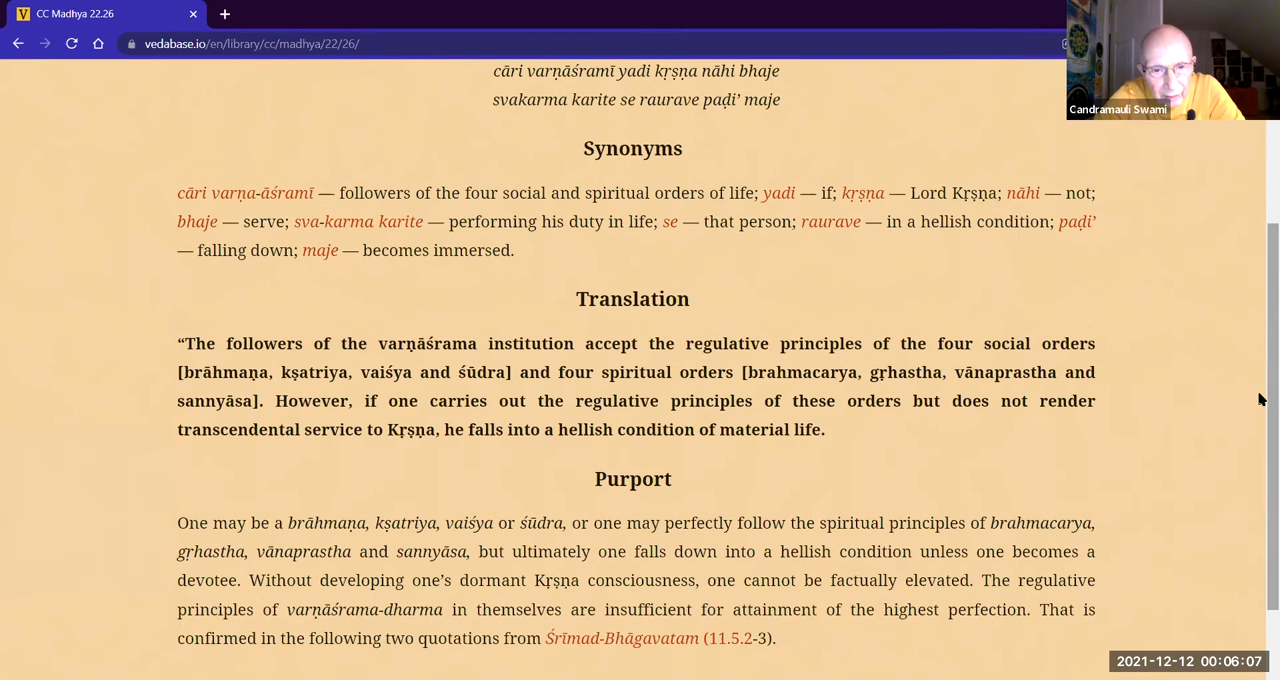 V CC Madhya 22.26
vedabase.io/en/library/cc/madhya/22/26/
Candramauli Swami
cāri varṇāśramī yadi kṛṣṇa nāhi bhaje
svakarma karite se raurave paḍi’ maje
Synonyms
cāri varṇa-āśramī — followers of the four social and spiritual orders of life; yadi — if; kṛṣṇa — Lord Kṛṣṇa; nāhi — not;
bhaje — serve; sva-karma karite — performing his duty in life; se — that person; raurave — in a hellish condition; paḍi’
— falling down; maje — becomes immersed.
Translation
“The followers of the varṇāśrama institution accept the regulative principles of the four social orders
[brāhmaṇa, kṣatriya, vaiśya and śūdra] and four spiritual orders [brahmacarya, gṛhastha, vānaprastha and
sannyāsa]. However, if one carries out the regulative principles of these orders but does not render
transcendental service to Kṛṣṇa, he falls into a hellish condition of material life.
Purport
One may be a brāhmaṇa, kṣatriya, vaiśya or śūdra, or one may perfectly follow the spiritual principles of brahmacarya,
gṛhastha, vānaprastha and sannyāsa, but ultimately one falls down into a hellish condition unless one becomes a
devotee. Without developing one’s dormant Kṛṣṇa consciousness, one cannot be factually elevated. The regulative
principles of varṇāśrama-dharma in themselves are insufficient for attainment of the highest perfection. That is
confirmed in the following two quotations from Śrīmad-Bhāgavatam (11.5.2-3).
2021-12-12 00:06:07